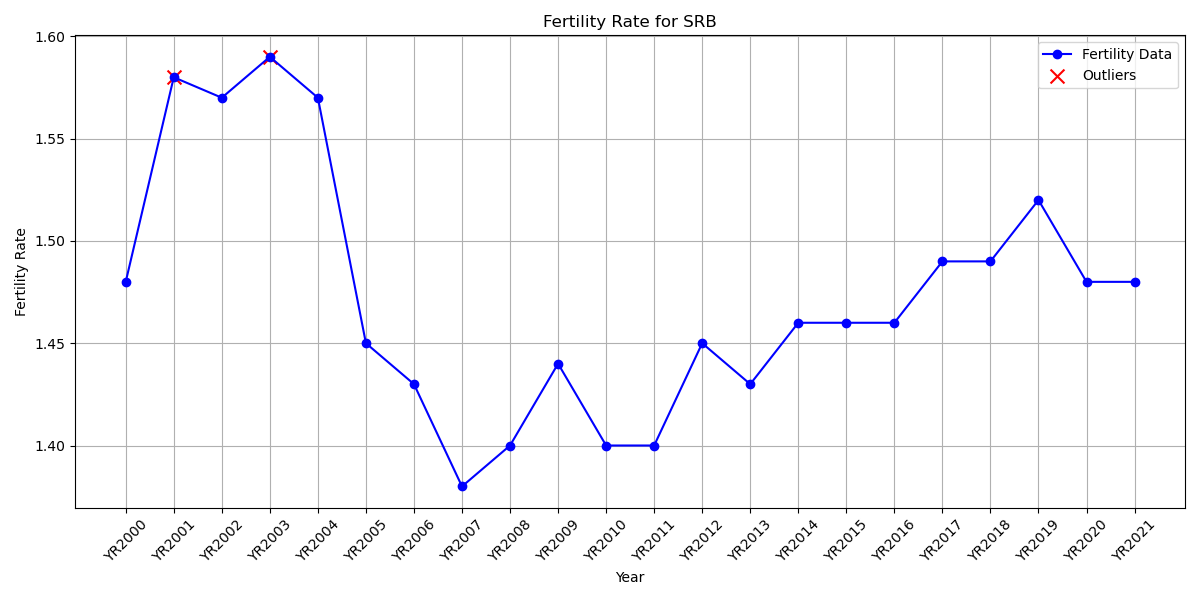 Fertility Rate for SRB
Fertility Data
Outliers
Fertility Rate
1.60
1.55
1.50
1.45
1.40
YR2000
YR2001
YR2002
YR2003
YR2004
YR2005
YR2006
YR2007
YR2008
YR2009
YR2010
YR2011
YR2012
YR2013
YR2014
YR2015
YR2016
YR2017
YR2018
YR2019
YR2020
YR2021
Year